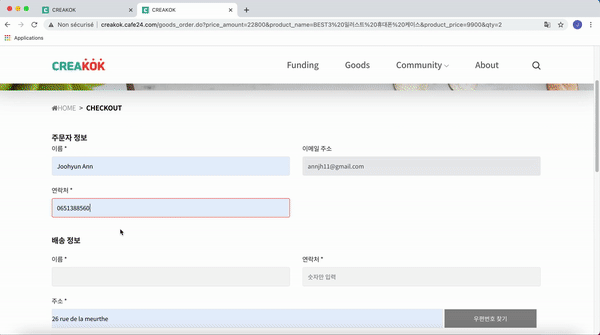 CREAKOK
CREAKOK
Non sécurisé | creakok.cafe24.com/goods_order.do?price_amount=22800&product_name=BEST3%20일러스트%20휴대폰%20케이스&product_price=9900&qty=2
Applications
CREAKOK
Funding
Goods
Community
About
HOME > CHECKOUT
주문자 정보
이름 *
이메일 주소
Joohyun Ann
annjh11@gmail.com
연락처 *
0651388560
배송 정보
이름 *
연락처 *
숫자만 입력
주소 *
26 rue de la meurthe
우편번호 찾기